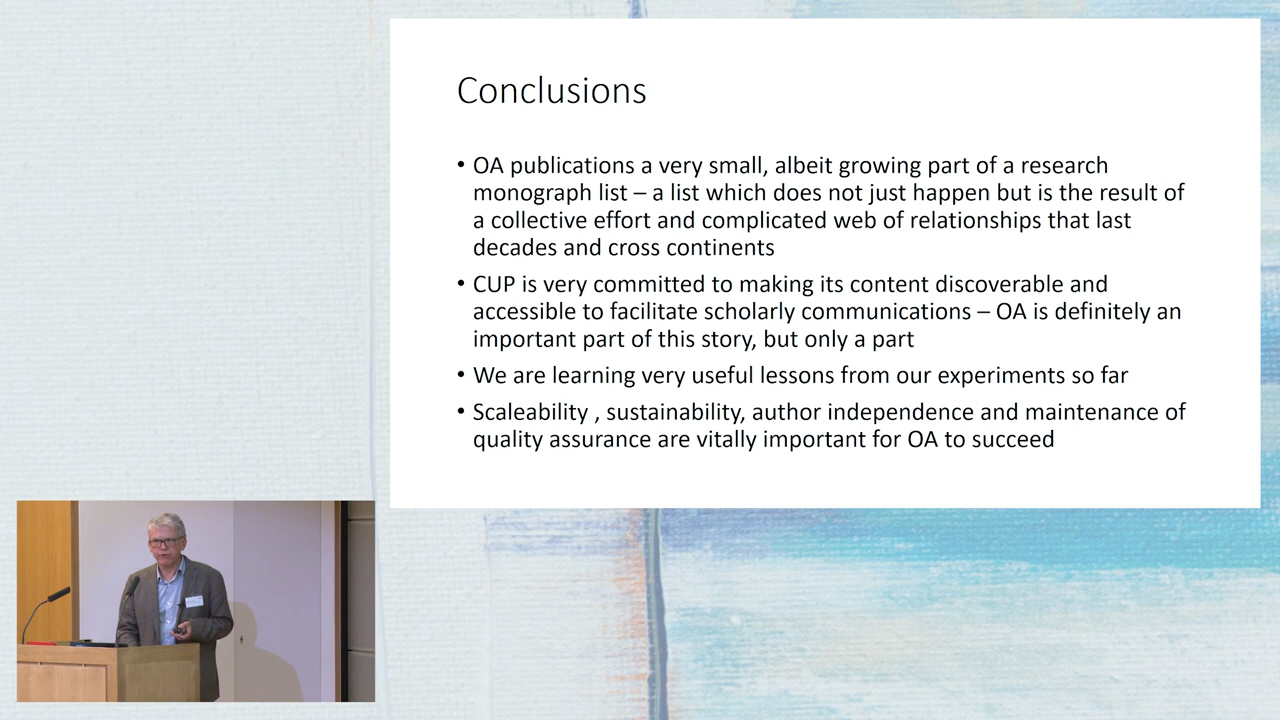 Conclusions
• OA publications a very small, albeit growing part of a research
monograph list – a list which does not just happen but is the result of
a collective effort and complicated web of relationships that last
decades and cross continents
• CUP is very committed to making its content discoverable and
accessible to facilitate scholarly communications – OA is definitely an
important part of this story, but only a part
• We are learning very useful lessons from our experiments so far
• Scaleability , sustainability, author independence and maintenance of
quality assurance are vitally important for OA to succeed